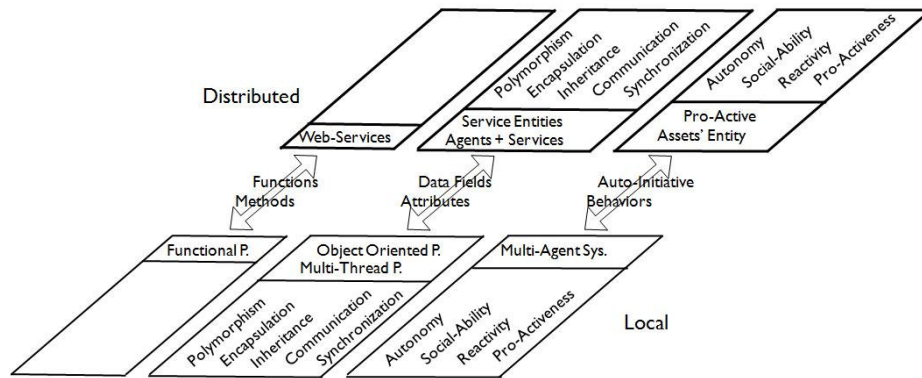 Distributed
Web-Services
Polymorphism
Encapsulation
Inheritance
Communication
Synchronization
Service Entities
Agents + Services
Autonomy
Social-Ability
Reactivity
Pro-Activeness
Pro-Active
Assets' Entity
Functions
Methods
Data Fields
Attributes
Auto-Initiative
Behaviors
Functional P.
Object Oriented P.
Multi-Thread P.
Polymorphism
Encapsulation
Inheritance
Communication
Synchronization
Multi-Agent Sys.
Autonomy
Social-Ability
Reactivity
Pro-Activeness
Local